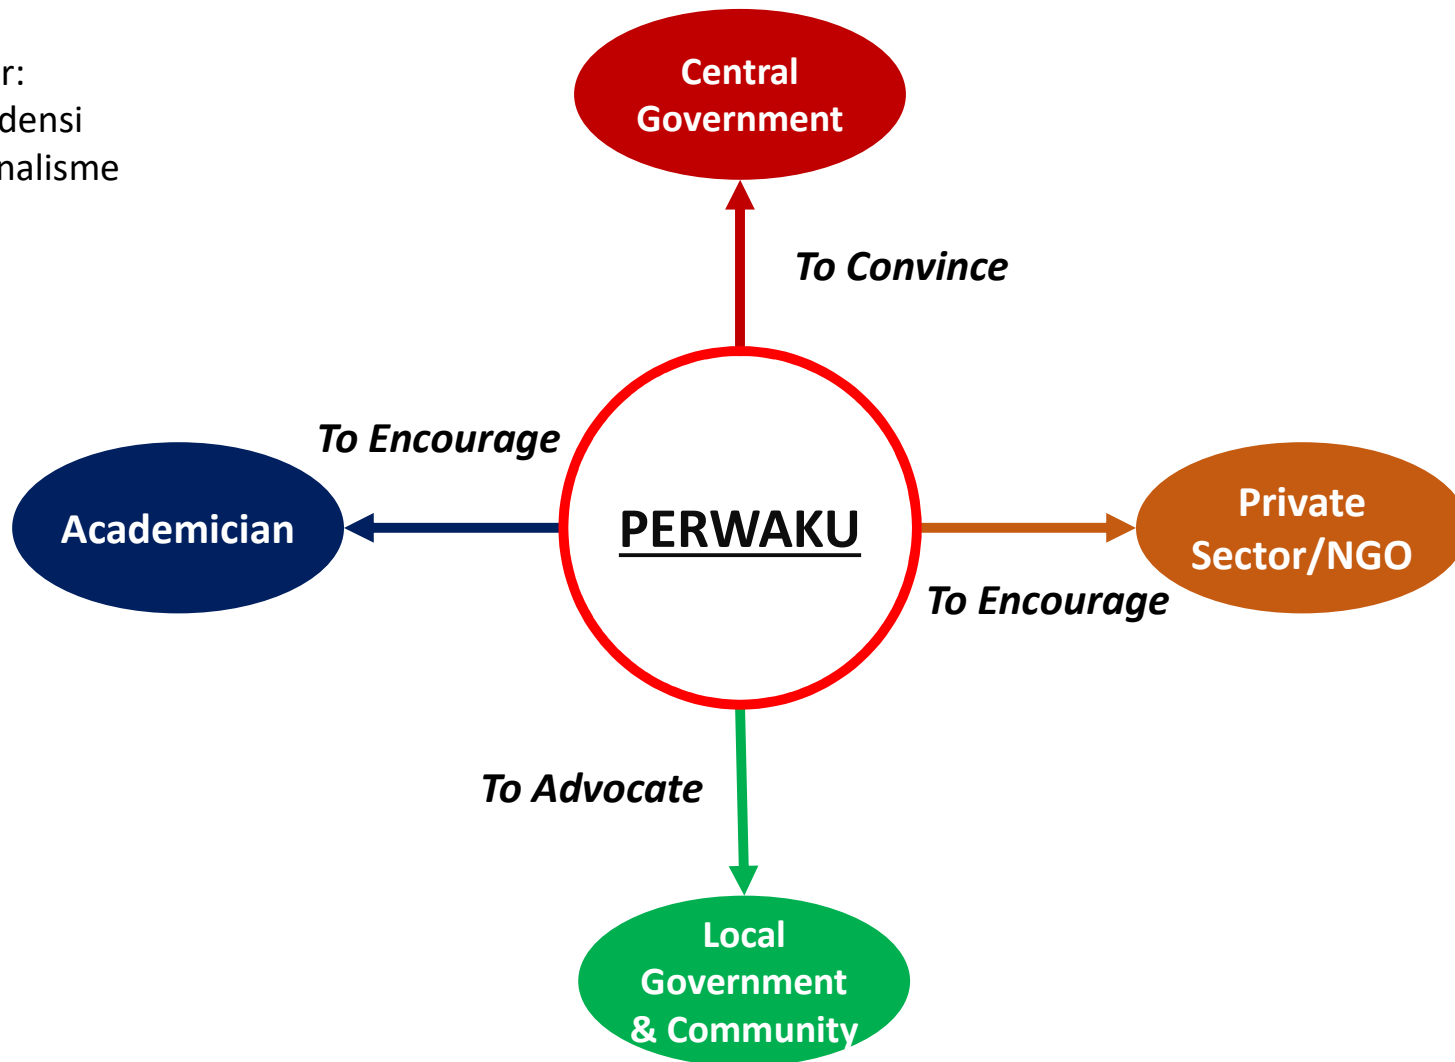 r:
densi
nalisme
Central
Government
To Convince
To Encourage
Academician
PERWAKU
Private
Sector/NGO
To Encourage
To Advocate
Local
Government
& Community